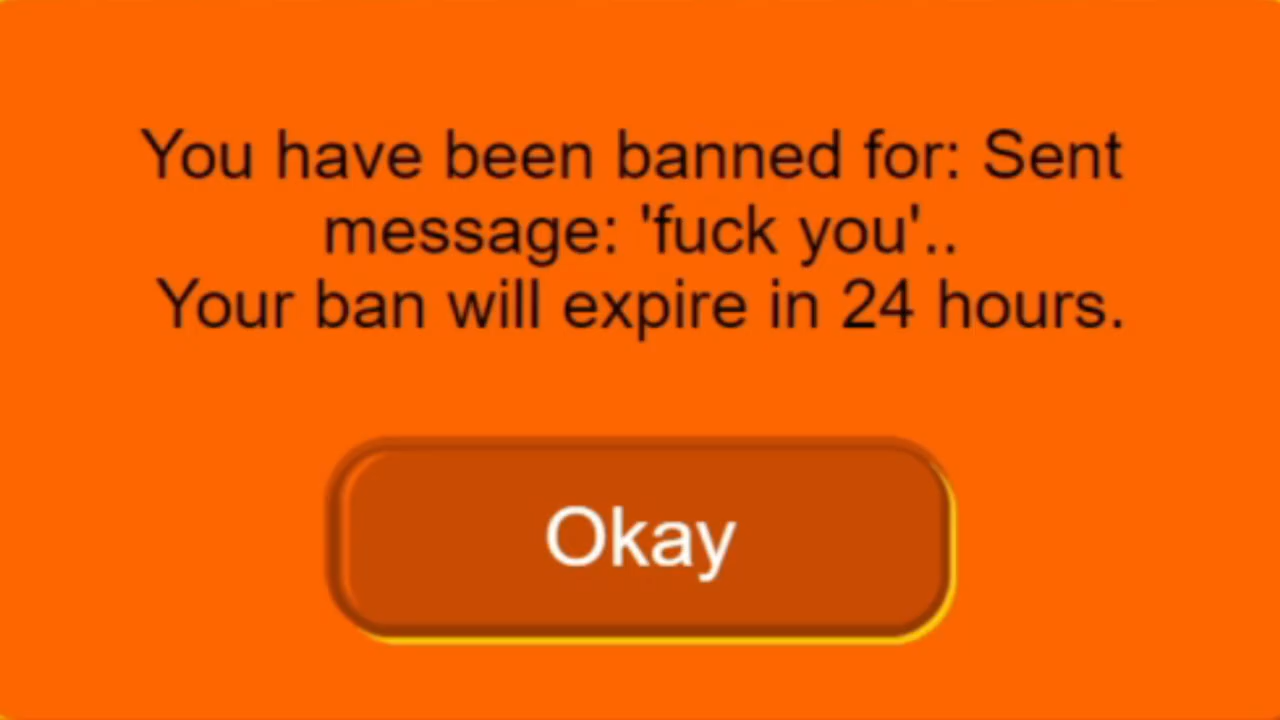 You have been banned for: Sent
message: 'fuck you'..
Your ban will expire in 24 hours.
Okay